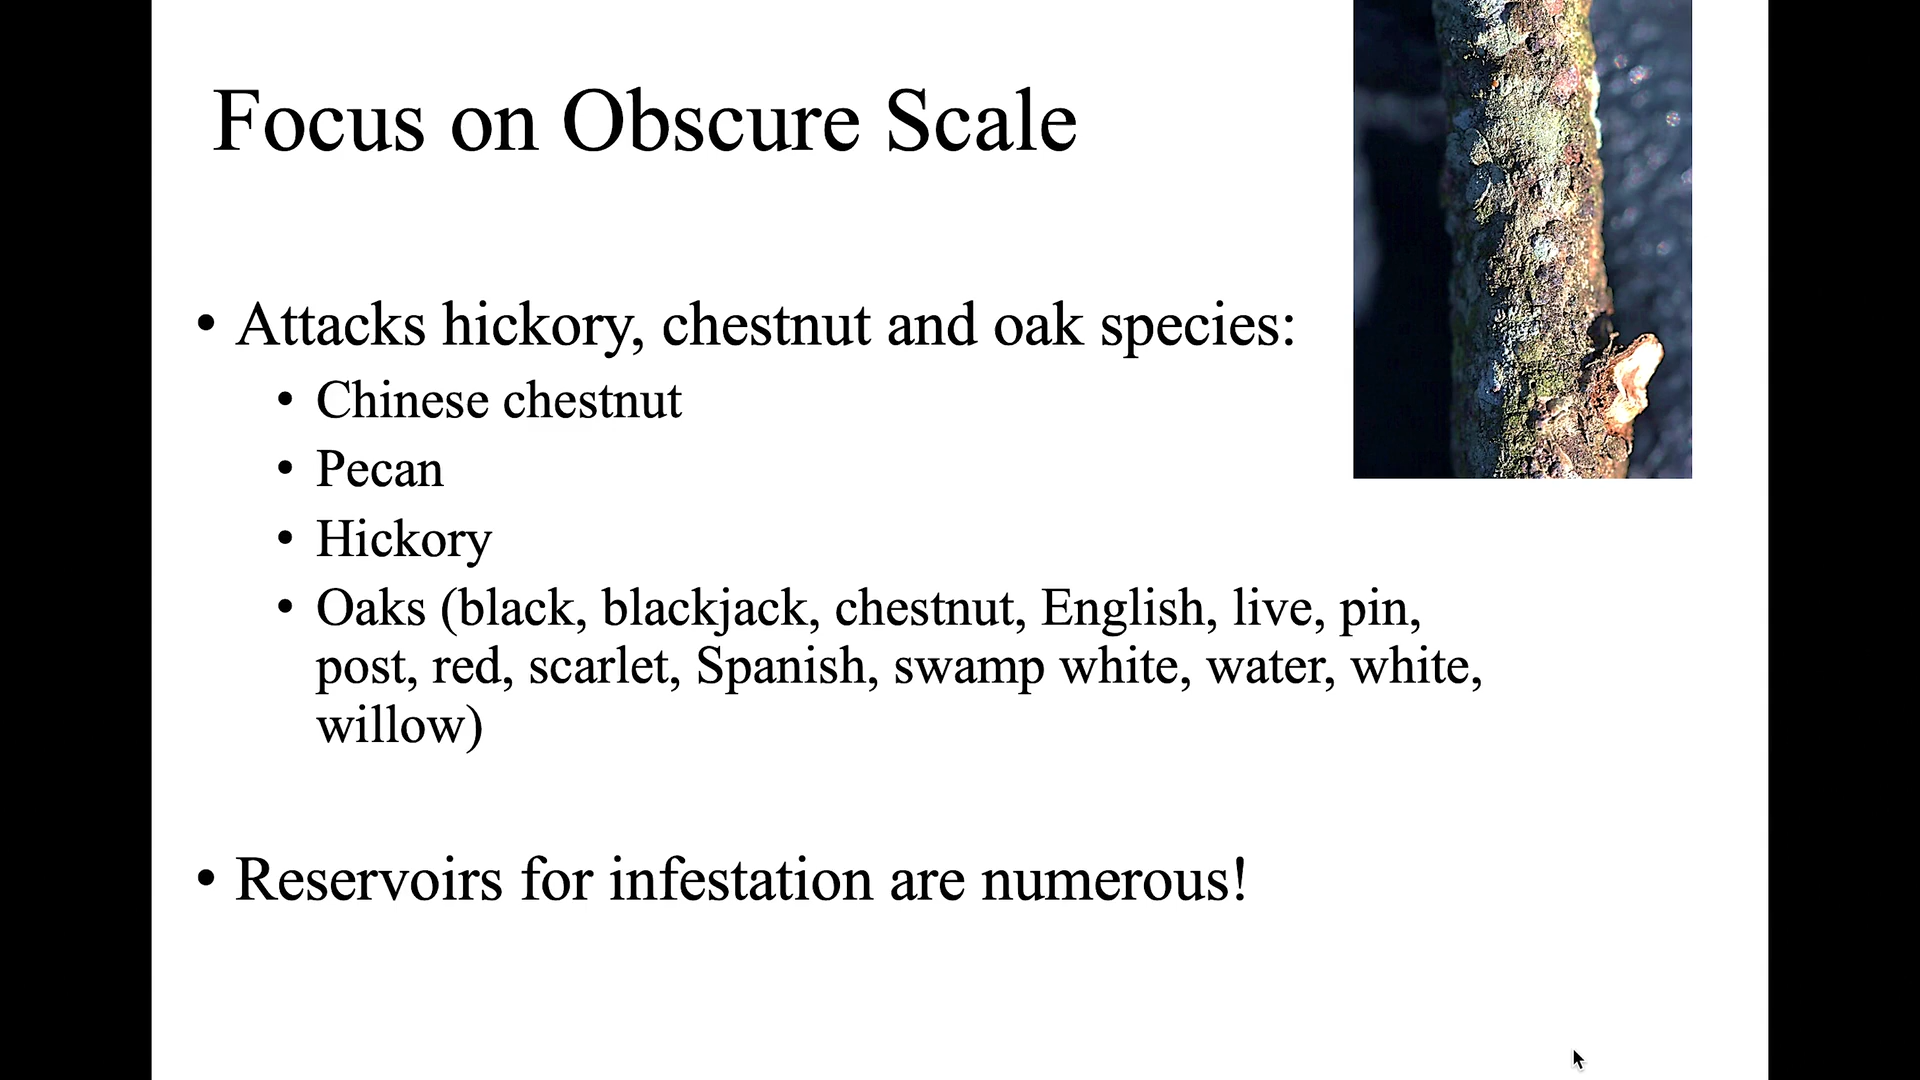 Focus on Obscure Scale
• Attacks hickory, chestnut and oak species:
• Chinese chestnut
• Pecan
• Hickory
• Oaks (black, blackjack, chestnut, English, live, pin,
post, red, scarlet, Spanish, swamp white, water, white,
willow)
• Reservoirs for infestation are numerous!